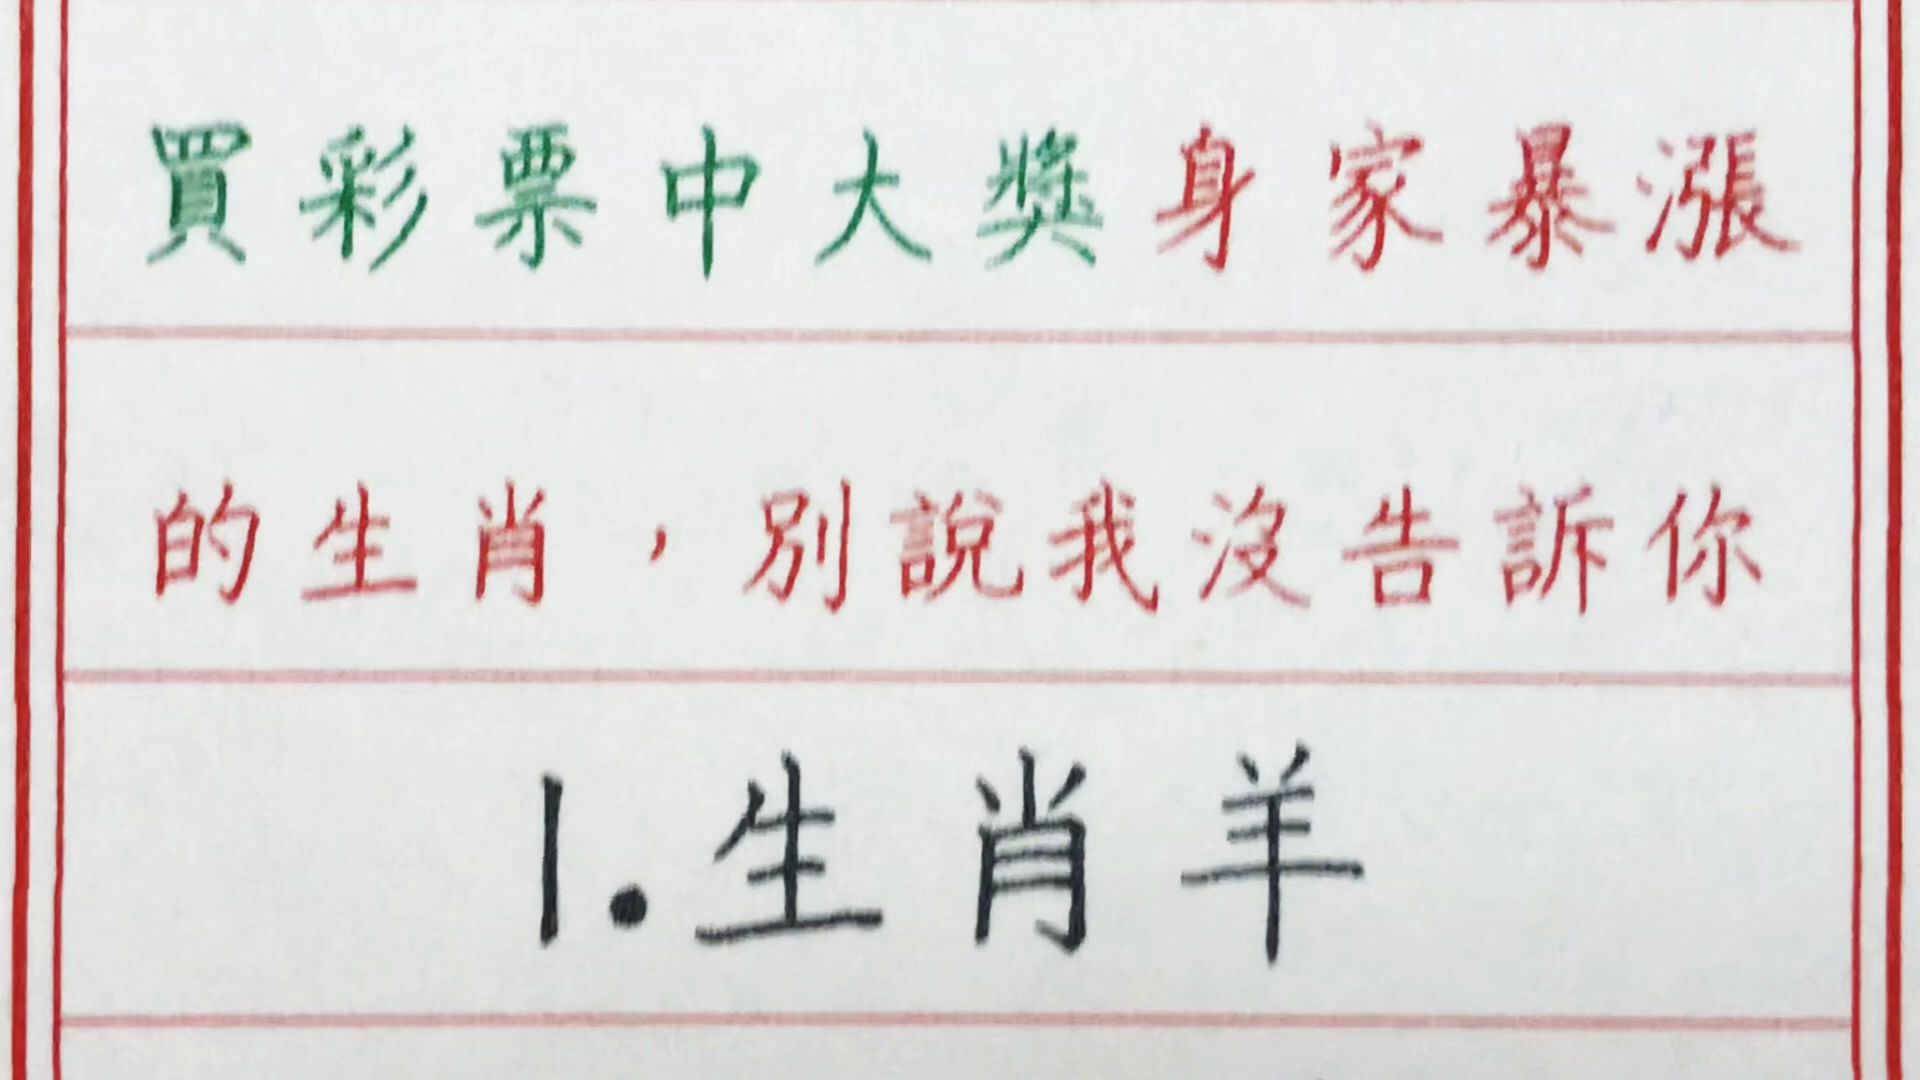 買彩票中大獎身家暴漲
的生肖，別說我沒告訴你
1.生肖羊